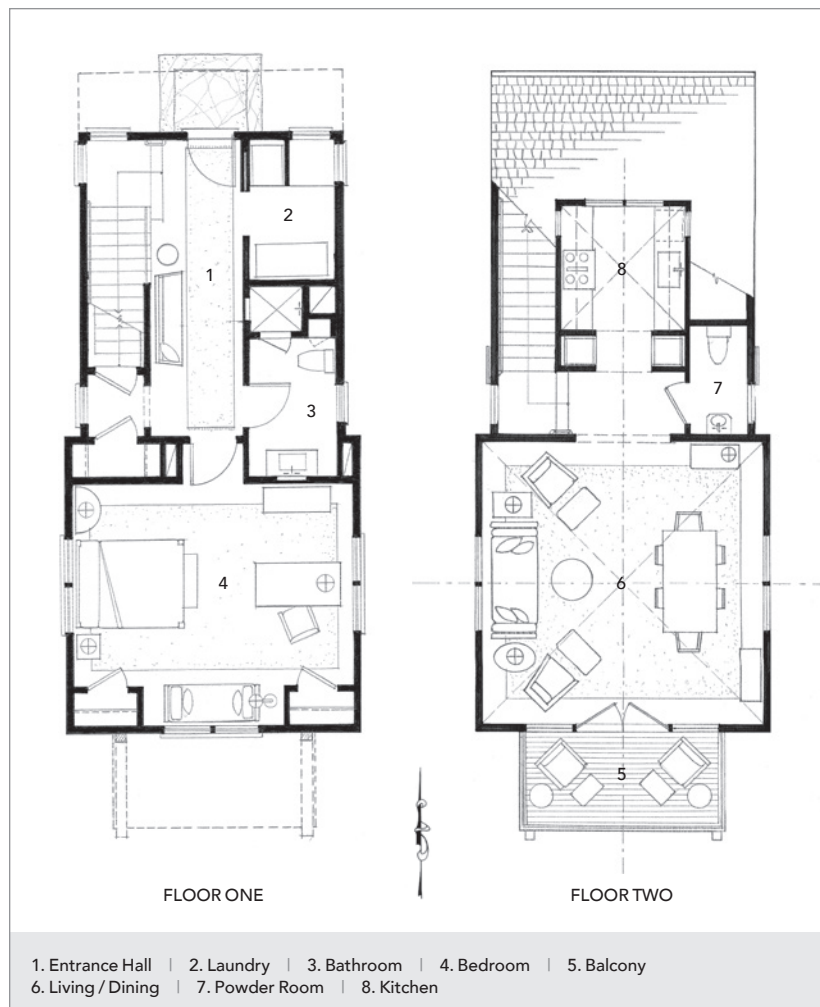 1
2
3
4
8
7
6
5
FLOOR ONE
FLOOR TWO
1. Entrance Hall | 2. Laundry | 3. Bathroom | 4. Bedroom | 5. Balcony
6. Living / Dining | 7. Powder Room | 8. Kitchen